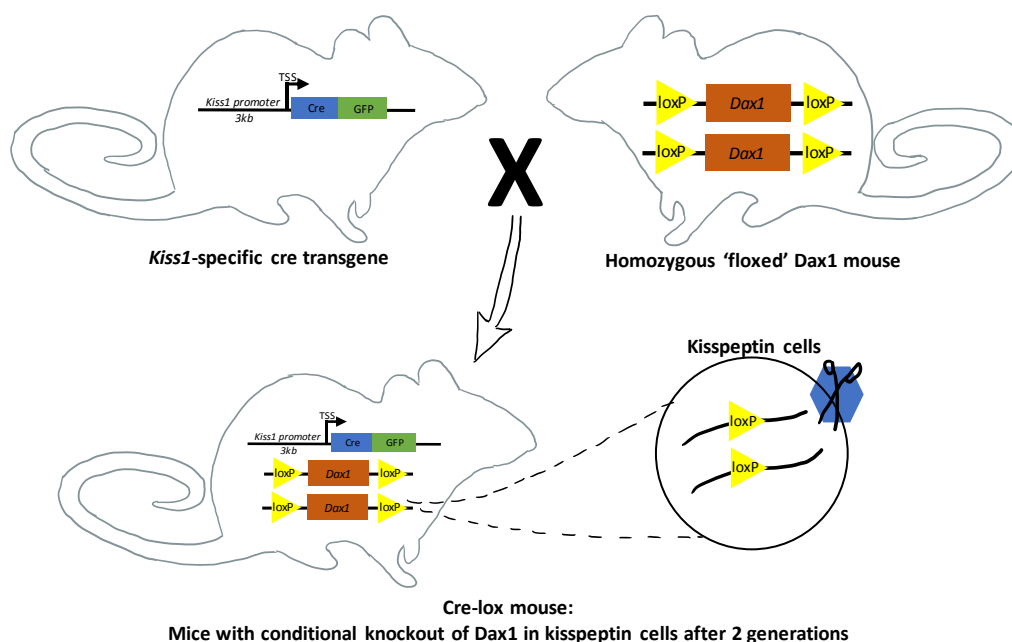 TSS
Kiss1 promoter
Cre
GFP
3kb
loxP
Dax1
loxP
loxP
Dax1
loxP
X
Kiss1-specific cre transgene
Homozygous ‘floxed’ Dax1 mouse
Kisspeptin cells
TSS
Kiss1 promoter
Cre
GFP
3kb
loxP
Dax1
loxP
loxP
Dax1
loxP
loxP
loxP
Cre-lox mouse:
Mice with conditional knockout of Dax1 in kisspeptin cells after 2 generations